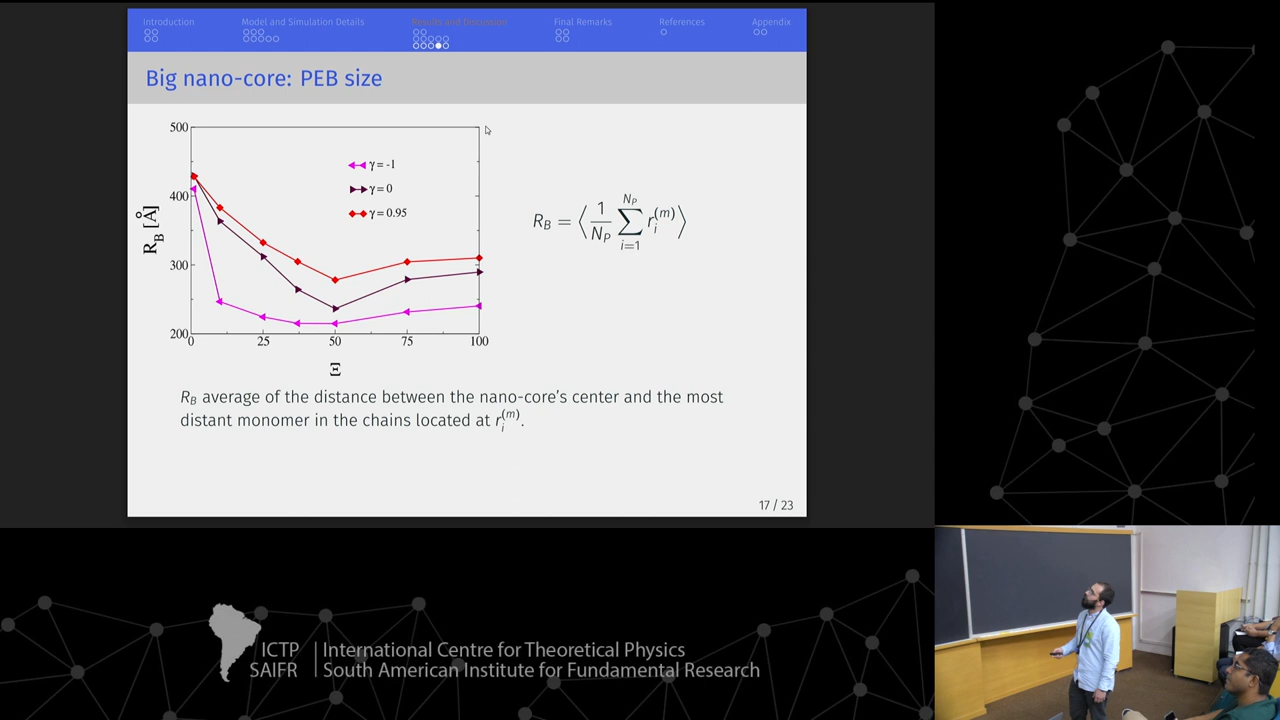 Introduction Model and Simulation Details Results and Discussion Final Remarks References Appendix
Big nano-core: PEB size
500
400
300
200
R_B [Å]
γ = -1
γ = 0
γ = 0.95
0 25 50 75 100
Ξ
R_B = ⟨ 1/N_P ∑_{i=1}^{N_P} r_i^{(m)} ⟩
R_B average of the distance between the nano-core's center and the most
distant monomer in the chains located at r_i^{(m)}.
17 / 23
ICTP | International Centre for Theoretical Physics
SAIFR | South American Institute for Fundamental Research